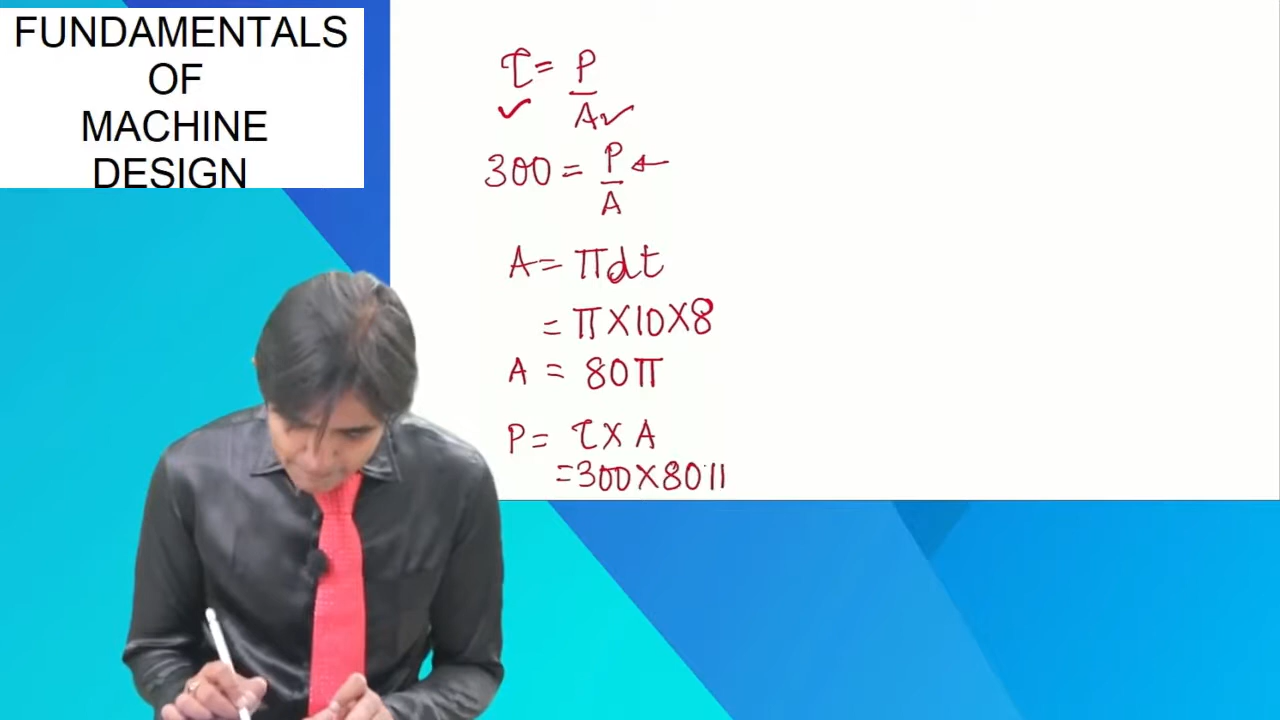 FUNDAMENTALS
OF
MACHINE
DESIGN
τ = P/A
300 = P/A
A = πdt
= π×10×8
A = 80π
P = τ× A
=300×80π